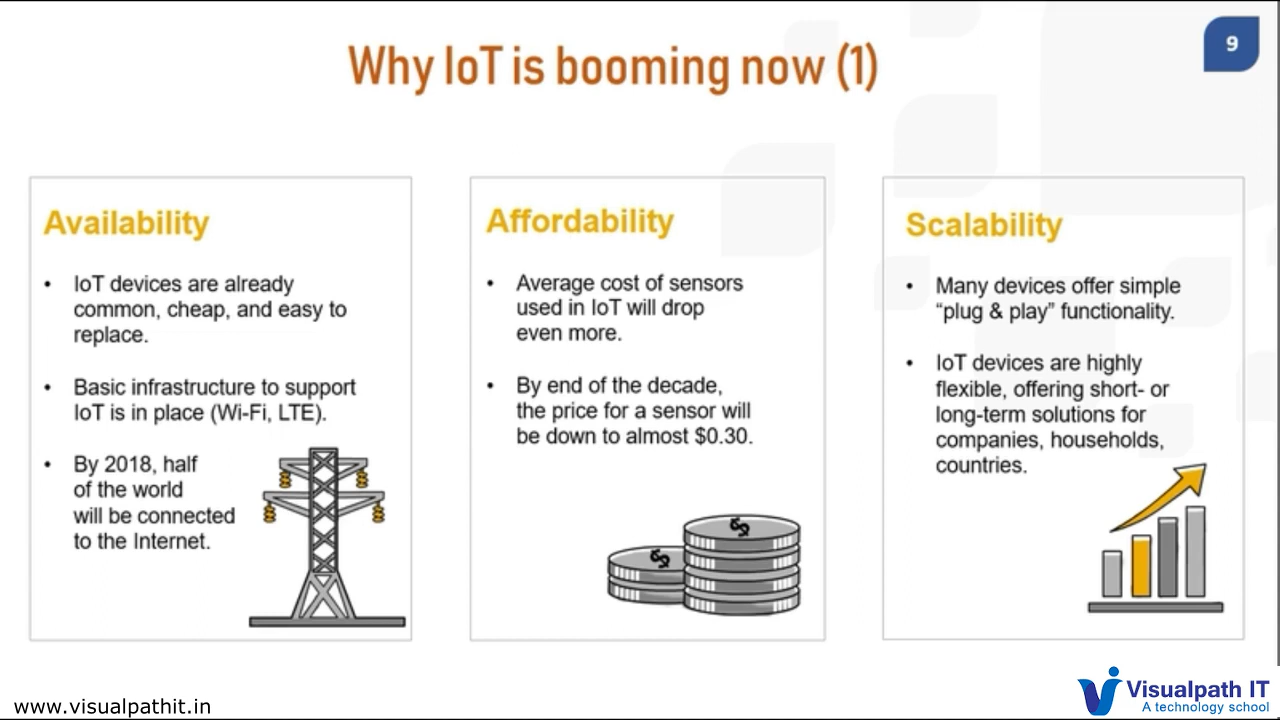 Why IoT is booming now (1)
9
Availability
• IoT devices are already
common, cheap, and easy to
replace.
• Basic infrastructure to support
IoT is in place (Wi-Fi, LTE).
• By 2018, half
of the world
will be connected
to the Internet.
Affordability
• Average cost of sensors
used in IoT will drop
even more.
• By end of the decade,
the price for a sensor will
be down to almost $0.30.
$
$
Scalability
• Many devices offer simple
“plug & play” functionality.
• IoT devices are highly
flexible, offering short- or
long-term solutions for
companies, households,
countries.
www.visualpathit.in
Visualpath IT
A technology school